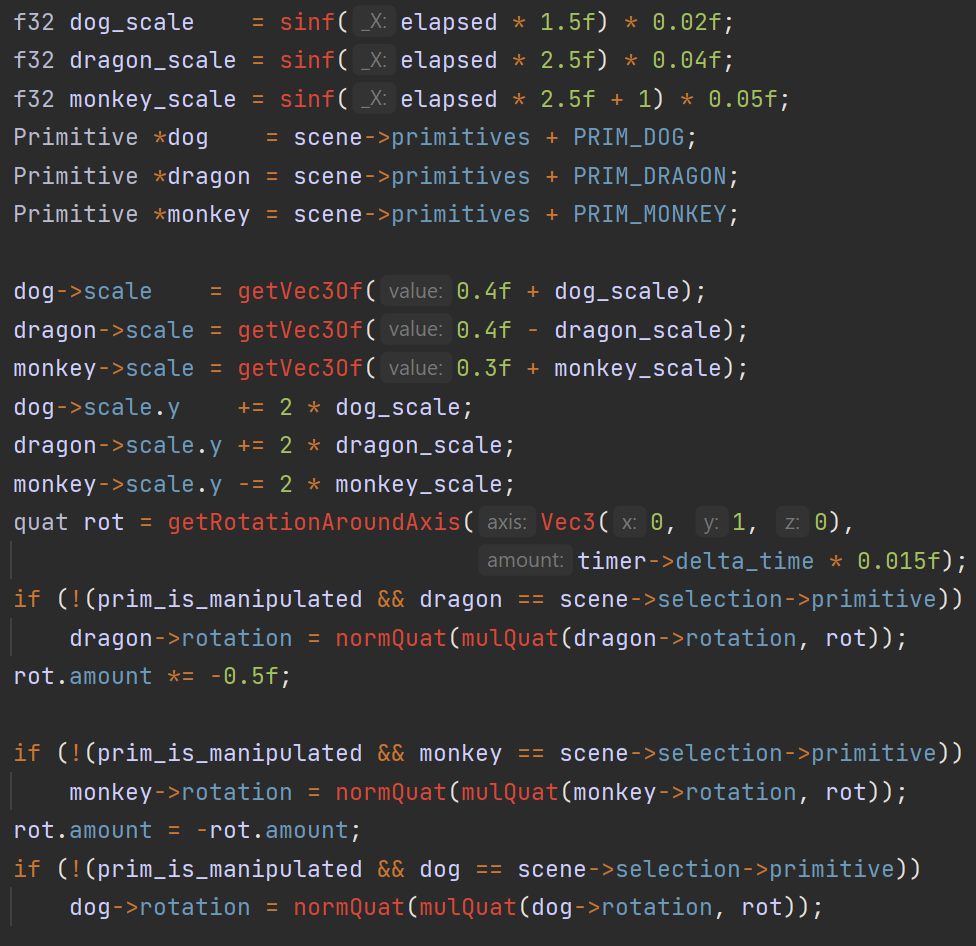 f32 dog_scale    = sinf( _X: elapsed * 1.5f) * 0.02f;
f32 dragon_scale = sinf( _X: elapsed * 2.5f) * 0.04f;
f32 monkey_scale = sinf( _X: elapsed * 2.5f + 1) * 0.05f;
Primitive *dog    = scene->primitives + PRIM_DOG;
Primitive *dragon = scene->primitives + PRIM_DRAGON;
Primitive *monkey = scene->primitives + PRIM_MONKEY;

dog->scale    = getVec3Of( value: 0.4f + dog_scale);
dragon->scale = getVec3Of( value: 0.4f - dragon_scale);
monkey->scale = getVec3Of( value: 0.3f + monkey_scale);
dog->scale.y    += 2 * dog_scale;
dragon->scale.y += 2 * dragon_scale;
monkey->scale.y -= 2 * monkey_scale;
quat rot = getRotationAroundAxis( axis: Vec3( x: 0, y: 1, z: 0),
                                  amount: timer->delta_time * 0.015f);
if (!(prim_is_manipulated && dragon == scene->selection->primitive))
    dragon->rotation = normQuat(mulQuat(dragon->rotation, rot));
rot.amount *= -0.5f;

if (!(prim_is_manipulated && monkey == scene->selection->primitive))
    monkey->rotation = normQuat(mulQuat(monkey->rotation, rot));
rot.amount = -rot.amount;
if (!(prim_is_manipulated && dog == scene->selection->primitive))
    dog->rotation = normQuat(mulQuat(dog->rotation, rot));